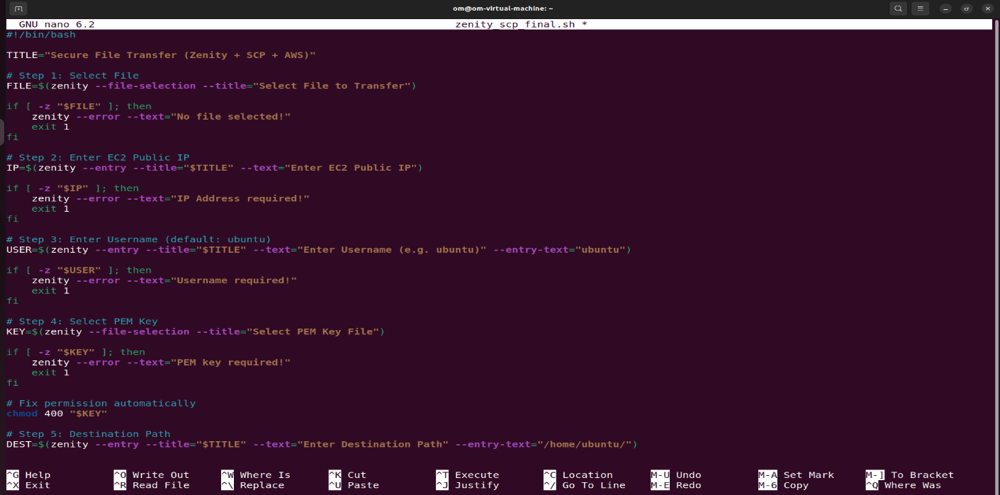 om@om-virtual-machine: ~
GNU nano 6.2 zenity_scp_final.sh *
#!/bin/bash
TITLE="Secure File Transfer (Zenity + SCP + AWS)"
# Step 1: Select File
FILE=$(zenity --file-selection --title="Select File to Transfer")
if [ -z "$FILE" ]; then
    zenity --error --text="No file selected!"
    exit 1
fi
# Step 2: Enter EC2 Public IP
IP=$(zenity --entry --title="$TITLE" --text="Enter EC2 Public IP")
if [ -z "$IP" ]; then
    zenity --error --text="IP Address required!"
    exit 1
fi
# Step 3: Enter Username (default: ubuntu)
USER=$(zenity --entry --title="$TITLE" --text="Enter Username (e.g. ubuntu)" --entry-text="ubuntu")
if [ -z "$USER" ]; then
    zenity --error --text="Username required!"
    exit 1
fi
# Step 4: Select PEM Key
KEY=$(zenity --file-selection --title="Select PEM Key File")
if [ -z "$KEY" ]; then
    zenity --error --text="PEM key required!"
    exit 1
fi
# Fix permission automatically
chmod 400 "$KEY"
# Step 5: Destination Path
DEST=$(zenity --entry --title="$TITLE" --text="Enter Destination Path" --entry-text="/home/ubuntu/")
^G Help ^O Write Out ^W Where Is ^K Cut ^T Execute ^C Location M-U Undo M-A Set Mark M-] To Bracket
^X Exit ^R Read File ^\ Replace ^U Paste ^J Justify ^/ Go To Line M-E Redo M-6 Copy ^Q Where Was